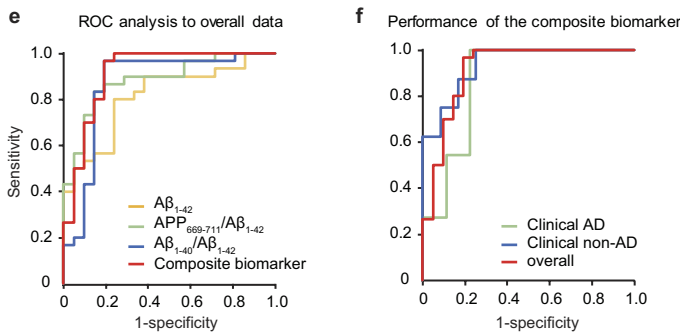 e
ROC analysis to overall data
Sensitivity
1.0
0.8
0.6
0.4
0.2
0
Aβ1-42
APP669-711/Aβ1-42
Aβ1-40/Aβ1-42
Composite biomarker
0 0.2 0.4 0.6 0.8 1.0
1-specificity
f
Performance of the composite biomarker
1.0
0.8
0.6
0.4
0.2
0
Clinical AD
Clinical non-AD
overall
0 0.2 0.4 0.6 0.8 1.0
1-specificity